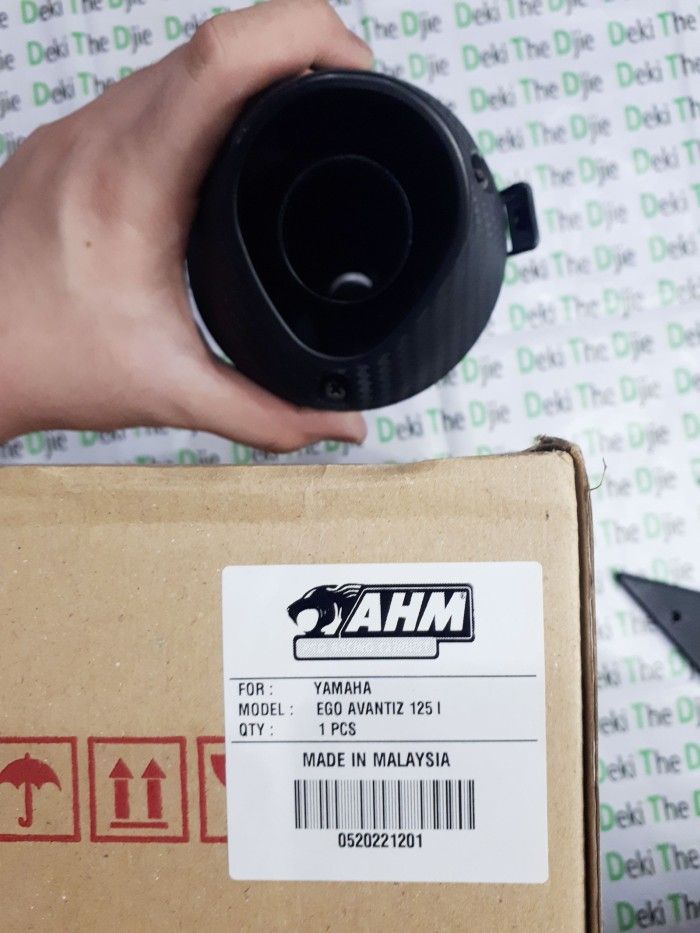 Deki The Djie
AHM
FOR : YAMAHA
MODEL : EGO AVANTIZ 125 I
QTY : 1 PCS
MADE IN MALAYSIA
0520221201